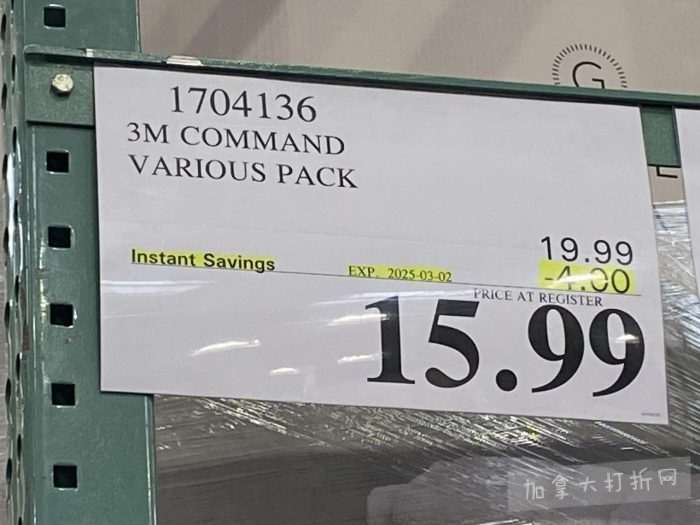 G
1704136
3M COMMAND
VARIOUS PACK
19.99
Instant Savings EXP. 2025-03-02 -4.00
PRICE AT REGISTER
15.99
加拿大打折网